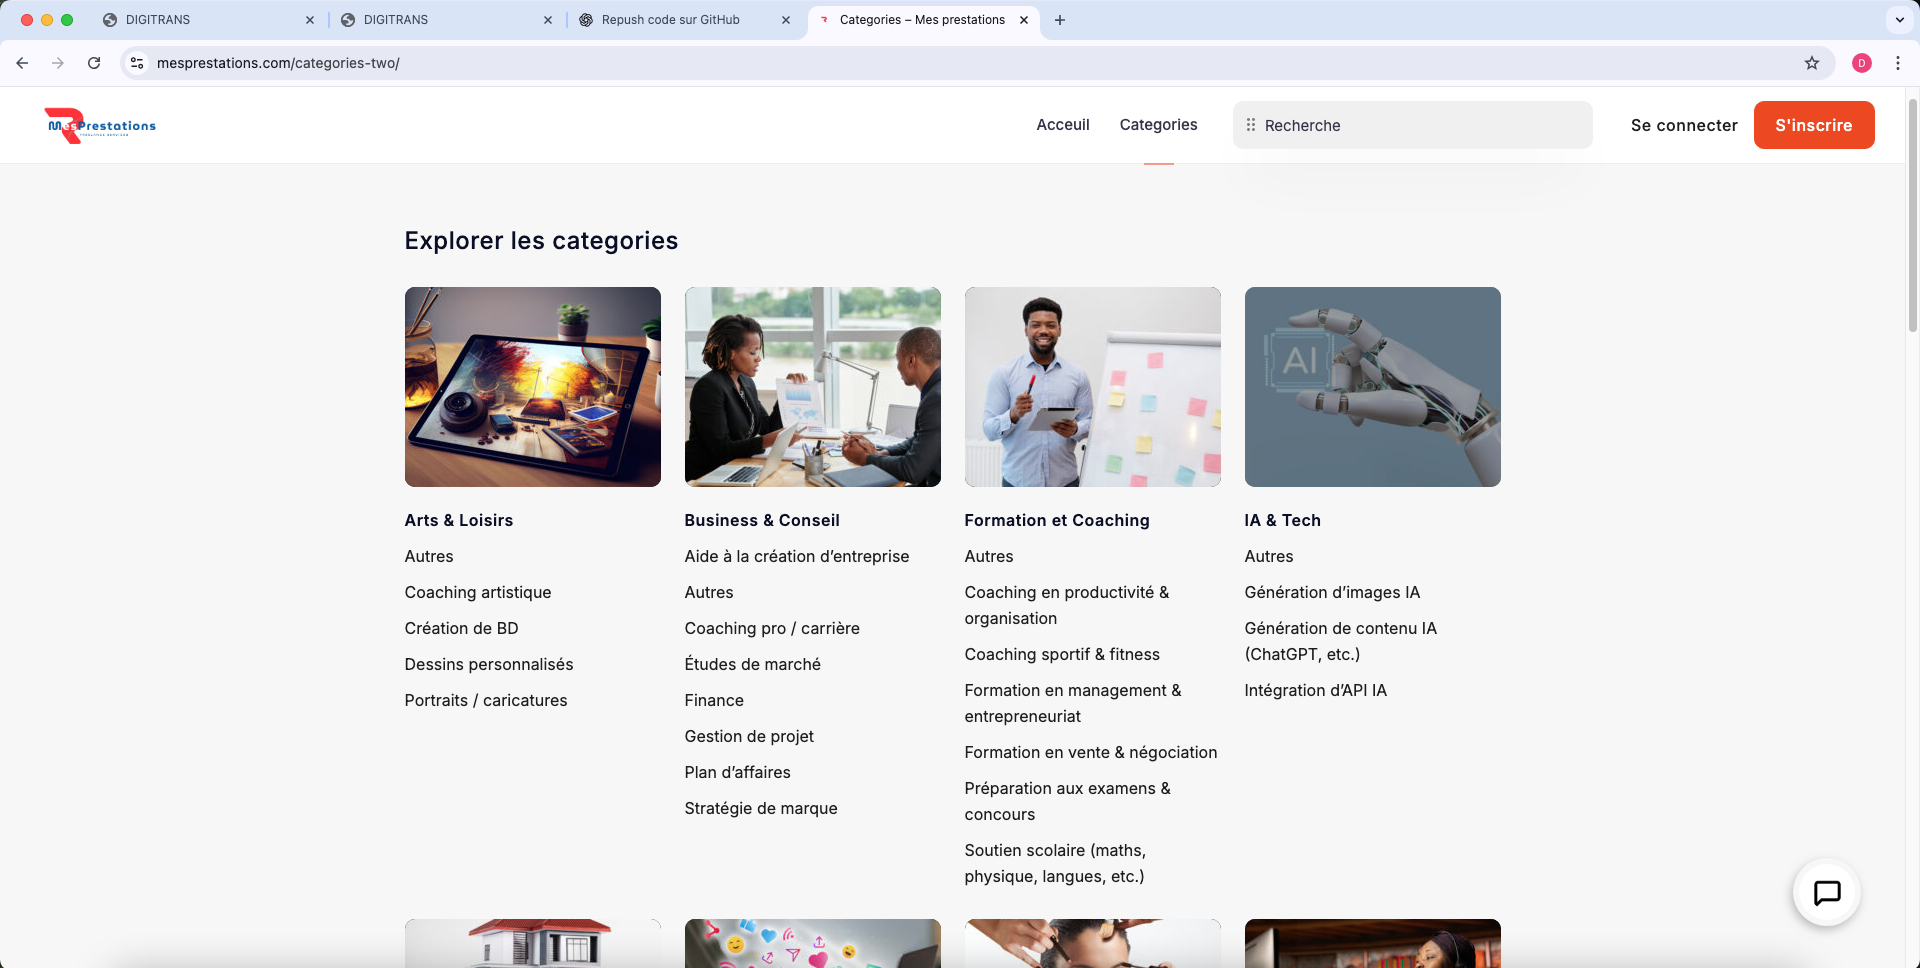 DIGITRANS
DIGITRANS
Repush code sur GitHub
Categories – Mes prestations
mesprestations.com/categories-two/
D
MesPrestations
Acceuil
Categories
Recherche
Se connecter
S'inscrire
Explorer les categories
AI
Arts & Loisirs
Autres
Coaching artistique
Création de BD
Dessins personnalisés
Portraits / caricatures
Business & Conseil
Aide à la création d’entreprise
Autres
Coaching pro / carrière
Études de marché
Finance
Gestion de projet
Plan d’affaires
Stratégie de marque
Formation et Coaching
Autres
Coaching en productivité &
organisation
Coaching sportif & fitness
Formation en management &
entrepreneuriat
Formation en vente & négociation
Préparation aux examens &
concours
Soutien scolaire (maths,
physique, langues, etc.)
IA & Tech
Autres
Génération d’images IA
Génération de contenu IA
(ChatGPT, etc.)
Intégration d’API IA